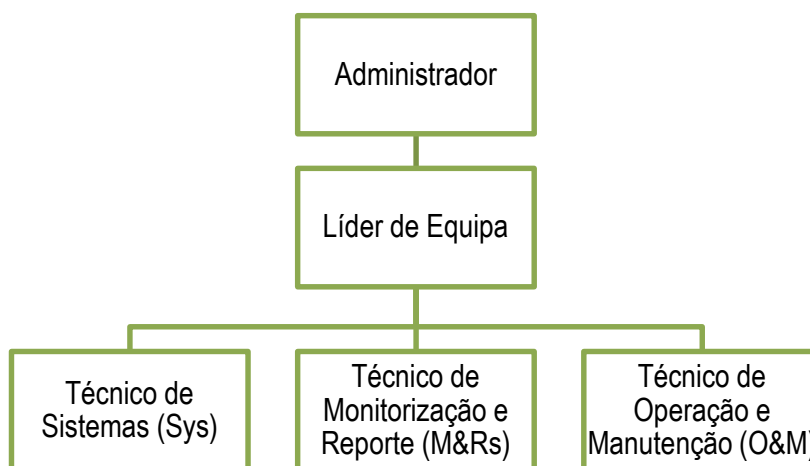 Administrador
Líder de Equipa
Técnico de
Sistemas (Sys)
Técnico de
Monitorização e
Reporte (M&Rs)
Técnico de
Operação e
Manutenção (O&M)